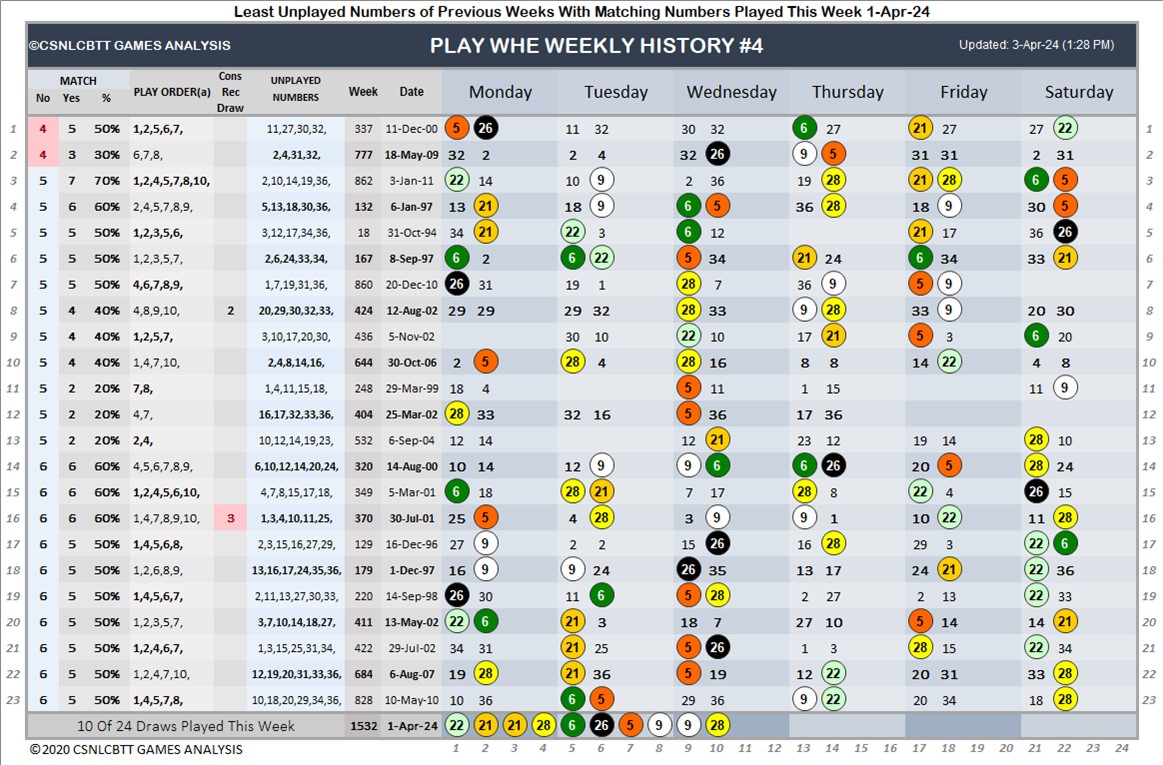 Least Unplayed Numbers of Previous Weeks With Matching Numbers Played This Week 1-Apr-24
©CSNLCBTT GAMES ANALYSIS PLAY WHE WEEKLY HISTORY #4 Updated: 3-Apr-24 (1:28 PM)
MATCH PLAY ORDER(a) Cons Rec Draw UNPLAYED NUMBERS Week Date Monday Tuesday Wednesday Thursday Friday Saturday
No Yes %
1 4 5 50% 1,2,5,6,7, 11,27,30,32, 337 11-Dec-00 5 26 11 32 30 32 6 27 21 27 27 22 1
2 4 3 30% 6,7,8, 2,4,31,32, 777 18-May-09 32 2 2 4 32 26 9 5 31 31 2 31 2
3 5 7 70% 1,2,4,5,7,8,10, 2,10,14,19,36, 862 3-Jan-11 22 14 10 9 2 36 19 28 21 28 6 5 3
4 5 6 60% 2,4,5,7,8,9, 5,13,18,30,36, 132 6-Jan-97 13 21 18 9 6 5 36 28 18 9 30 5 4
5 5 5 50% 1,2,3,5,6, 3,12,17,34,36, 18 31-Oct-94 34 21 22 3 6 12 21 17 36 26 5
6 5 5 50% 1,2,3,5,7, 2,6,24,33,34, 167 8-Sep-97 6 2 6 22 5 34 21 24 6 34 33 21 6
7 5 5 50% 4,6,7,8,9, 1,7,19,31,36, 860 20-Dec-10 26 31 19 1 28 7 36 9 5 9 7
8 5 4 40% 4,8,9,10, 2 20,29,30,32,33, 424 12-Aug-02 29 29 29 32 28 33 9 28 33 9 20 30 8
9 5 4 40% 1,2,5,7, 3,10,17,20,30, 436 5-Nov-02 30 10 22 10 17 21 5 3 6 20 9
10 5 4 40% 1,4,7,10, 2,4,8,14,16, 644 30-Oct-06 2 5 28 4 28 16 8 8 14 22 4 8 10
11 5 2 20% 7,8, 1,4,11,15,18, 248 29-Mar-99 18 4 5 11 1 15 11 9 11
12 5 2 20% 4,7, 16,17,32,33,36, 404 25-Mar-02 28 33 32 16 5 36 17 36 12
13 5 2 20% 2,4, 10,12,14,19,23, 532 6-Sep-04 12 14 12 21 23 12 19 14 28 10 13
14 6 6 60% 4,5,6,7,8,9, 6,10,12,14,20,24, 320 14-Aug-00 10 14 12 9 9 6 6 26 20 5 28 24 14
15 6 6 60% 1,2,4,5,6,10, 4,7,8,15,17,18, 349 5-Mar-01 6 18 28 21 7 17 28 8 22 4 26 15 15
16 6 6 60% 1,4,7,8,9,10, 3 1,3,4,10,11,25, 370 30-Jul-01 25 5 4 28 3 9 9 1 10 22 11 28 16
17 6 5 50% 1,4,5,6,8, 2,3,15,16,27,29, 129 16-Dec-96 27 9 2 2 15 26 16 28 29 3 22 6 17
18 6 5 50% 1,2,6,8,9, 13,16,17,24,35,36, 179 1-Dec-97 16 9 9 24 26 35 13 17 24 21 22 36 18
19 6 5 50% 1,4,5,6,7, 2,11,13,27,30,33, 220 14-Sep-98 26 30 11 6 5 28 2 27 2 13 22 33 19
20 6 5 50% 1,2,3,5,7, 3,7,10,14,18,27, 411 13-May-02 22 6 21 3 18 7 27 10 5 14 14 21 20
21 6 5 50% 1,2,4,6,7, 1,3,15,25,31,34, 422 29-Jul-02 34 31 21 25 5 26 1 3 28 15 22 34 21
22 6 5 50% 1,2,4,7,10, 12,19,20,31,33,36, 684 6-Aug-07 19 28 21 36 5 19 12 22 20 31 33 28 22
23 6 5 50% 1,4,5,7,8, 10,18,20,29,34,36, 828 10-May-10 10 36 6 5 29 36 9 22 20 34 18 28 23
10 Of 24 Draws Played This Week 1532 1-Apr-24 22 21 21 28 6 26 5 9 9 28
©2020 CSNLCBTT GAMES ANALYSIS 1 2 3 4 5 6 7 8 9 10 11 12 13 14 15 16 17 18 19 20 21 22 23 24